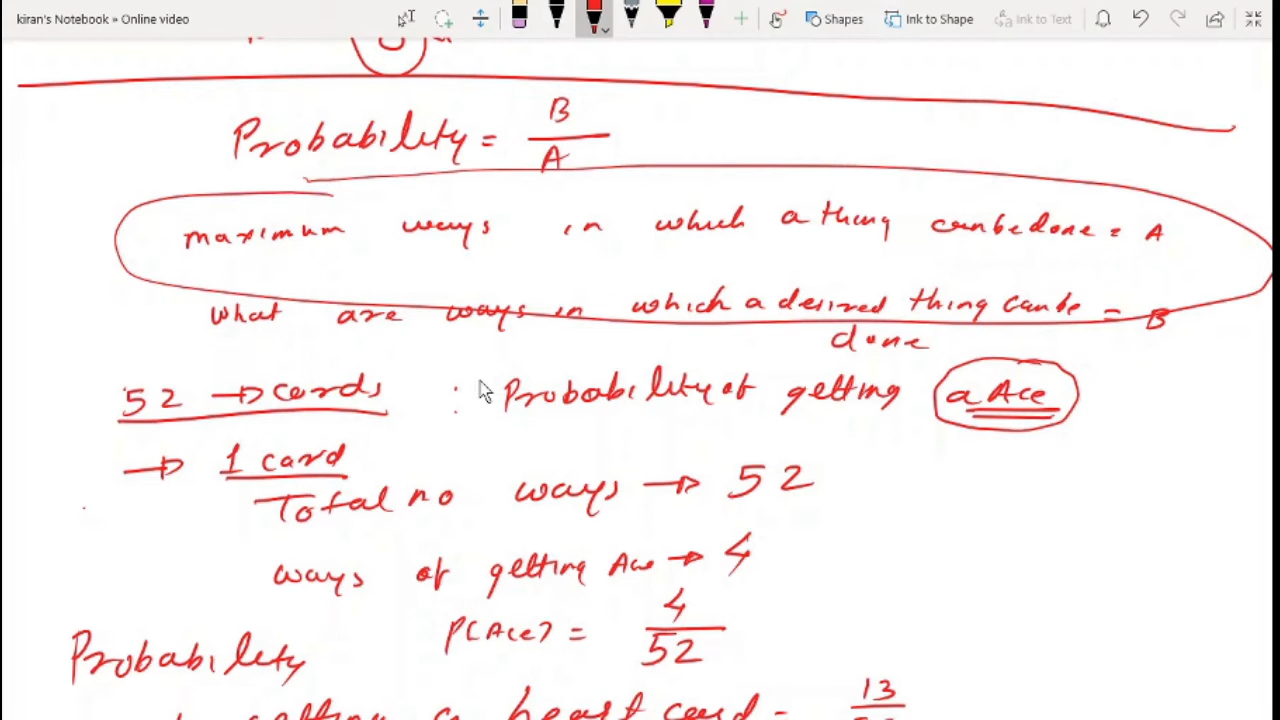 kiran's Notebook » Online video
Shapes
Ink to Shape
Ink to Text
Probability = B
A
maximum ways in which a thing can be done = A
What are ways in which a desired thing can be = B
done
52 → cards : Probability of getting a Ace
→ 1 card
Total no ways → 52
ways of getting Ace → 4
P(Ace) = 4
52
Probability
getting a heart card = 13